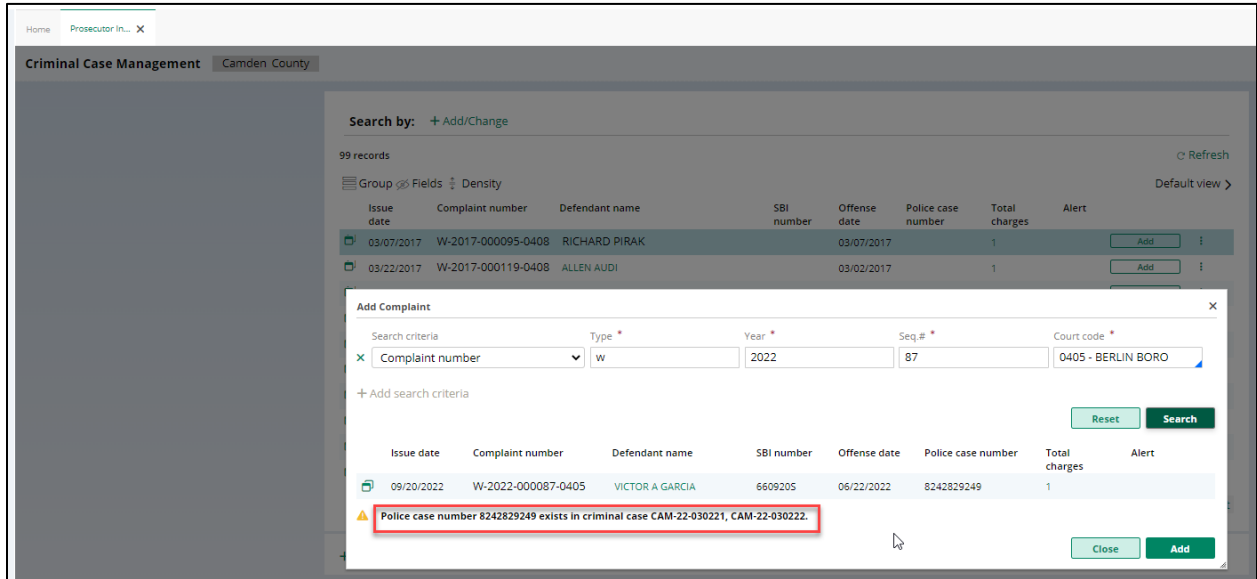 Home Prosecutor In... X
Criminal Case Management Camden County
Search by: + Add/Change
99 records Refresh
Group Fields Density Default view >
Issue date Complaint number Defendant name SBI number Offense date Police case number Total charges Alert
03/07/2017 W-2017-000095-0408 RICHARD PIRAK 03/07/2017 1 Add
03/22/2017 W-2017-000119-0408 ALLEN AUDI 03/02/2017 1 Add
Add Complaint
Search criteria Type * Year * Seq.# * Court code *
Complaint number w 2022 87 0405 - BERLIN BORO
+ Add search criteria
Reset Search
Issue date Complaint number Defendant name SBI number Offense date Police case number Total charges Alert
09/20/2022 W-2022-000087-0405 VICTOR A GARCIA 660920S 06/22/2022 8242829249 1
Police case number 8242829249 exists in criminal case CAM-22-030221, CAM-22-030222.
Close Add